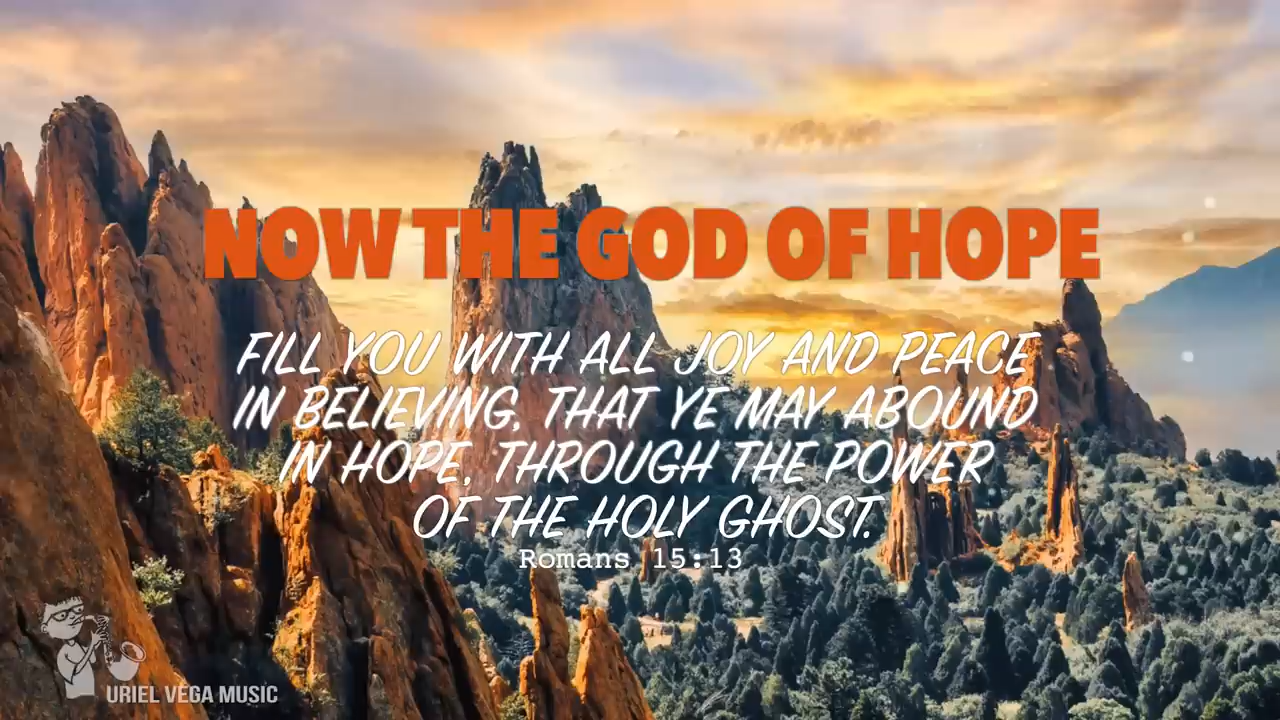 NOW THE GOD OF HOPE
FILL YOU WITH ALL JOY AND PEACE
IN BELIEVING, THAT YE MAY ABOUND
IN HOPE, THROUGH THE POWER
OF THE HOLY GHOST.
Romans 15:13
URIEL VEGA MUSIC